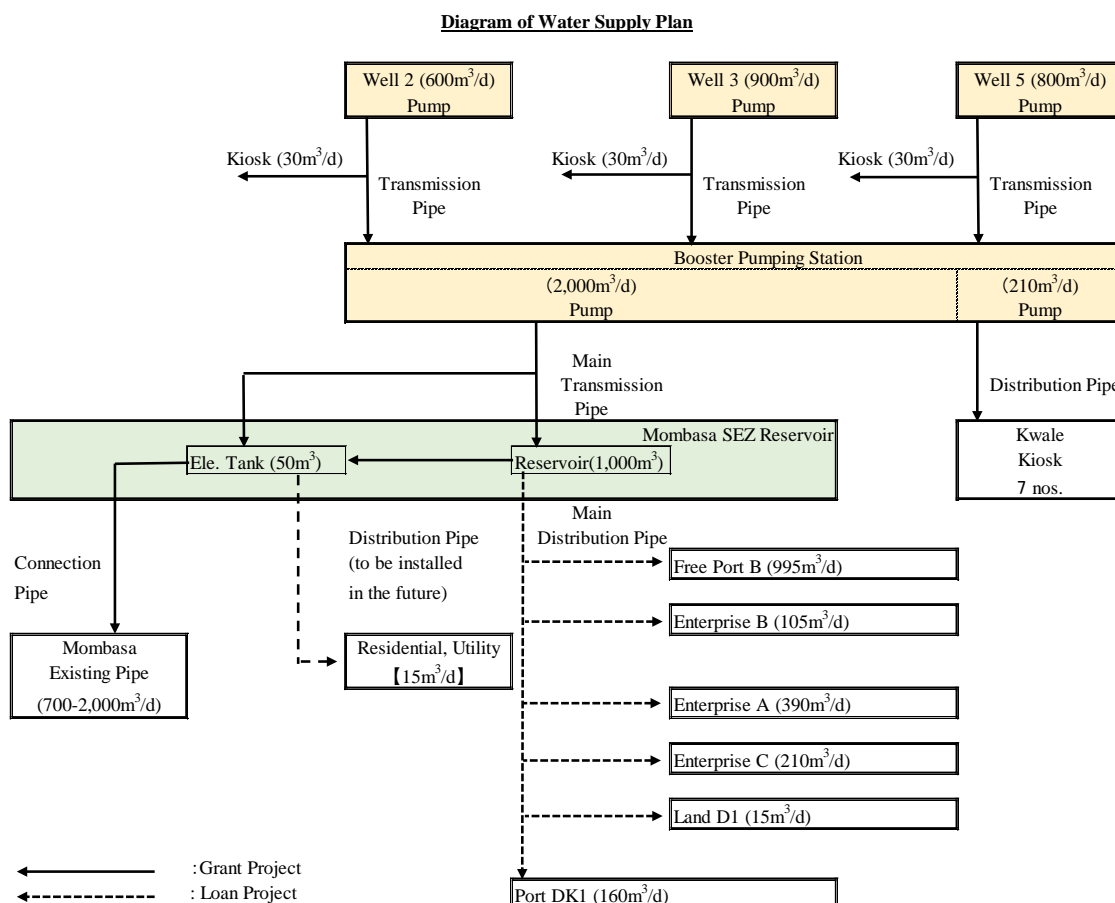 Diagram of Water Supply Plan
Well 2 (600m³/d)
Pump
Well 3 (900m³/d)
Pump
Well 5 (800m³/d)
Pump
Kiosk (30m³/d)
Kiosk (30m³/d)
Kiosk (30m³/d)
Transmission
Pipe
Transmission
Pipe
Transmission
Pipe
Booster Pumping Station
(2,000m³/d)
Pump
(210m³/d)
Pump
Main
Transmission
Pipe
Distribution Pipe
Mombasa SEZ Reservoir
Ele. Tank (50m³)
Reservoir(1,000m³)
Kwale
Kiosk
7 nos.
Main
Distribution Pipe
Distribution Pipe
(to be installed
in the future)
Connection
Pipe
Free Port B (995m³/d)
Enterprise B (105m³/d)
Mombasa
Existing Pipe
(700-2,000m³/d)
Residential, Utility
【15m³/d】
Enterprise A (390m³/d)
Enterprise C (210m³/d)
Land D1 (15m³/d)
: Grant Project
: Loan Project
Port DK1 (160m³/d)